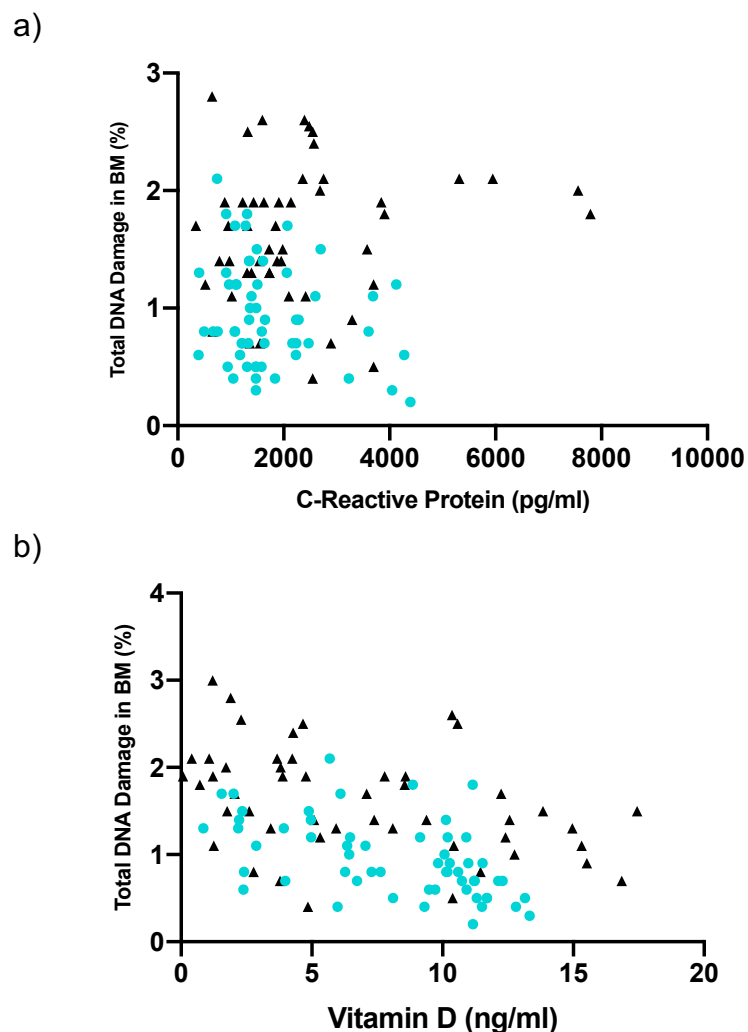 a)
3
2
1
0
Total DNA Damage in BM (%)
0 2000 4000 6000 8000 10000
C-Reactive Protein (pg/ml)
b)
4
3
2
1
0
Total DNA Damage in BM (%)
0 5 10 15 20
Vitamin D (ng/ml)